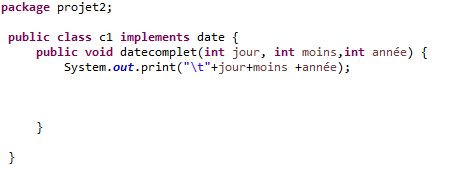 package projet2;
public class c1 implements date {
public void datecomplet(int jour, int moins,int année) {
System.out.print("\t"+jour+moins +année);
}
}